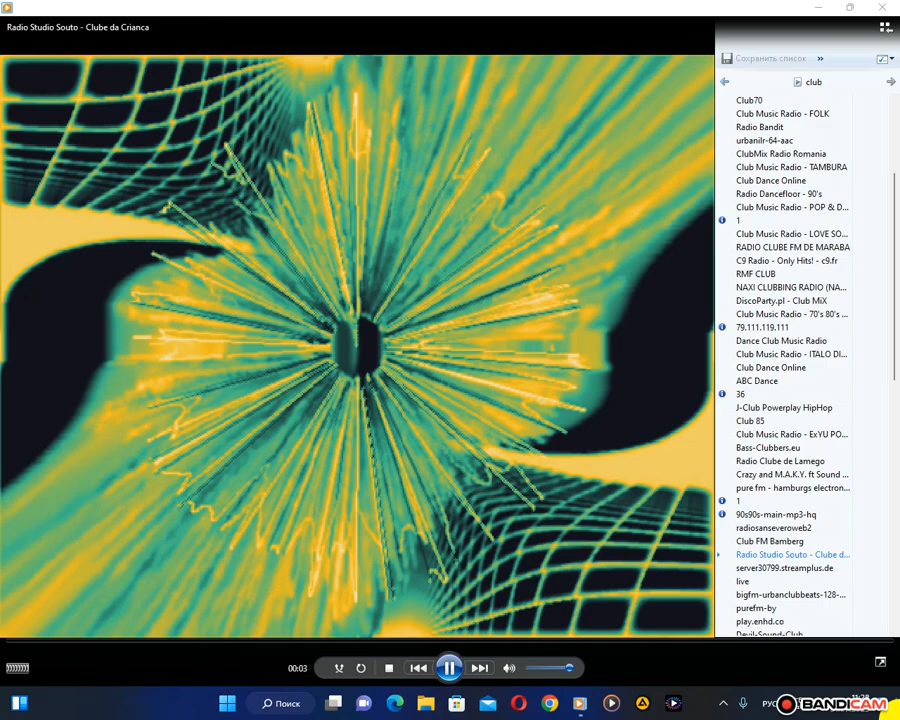 Radio Studio Souto - Clube da Crianca
Сохранить список »
club
Club70
Club Music Radio - FOLK
Radio Bandit
urbanilr-64-aac
ClubMix Radio Romania
Club Music Radio - TAMBURA
Club Dance Online
Radio Dancefloor - 90's
Club Music Radio - POP & D...
1
Club Music Radio - LOVE SO...
RADIO CLUBE FM DE MARABA
C9 Radio - Only Hits! - c9.fr
RMF CLUB
NAXI CLUBBING RADIO (NA...
DiscoParty.pl - Club MiX
Club Music Radio - 70's 80's ...
79.111.119.111
Dance Club Music Radio
Club Music Radio - ITALO DI...
Club Dance Online
ABC Dance
36
J-Club Powerplay HipHop
Club 85
Club Music Radio - ExYU PO...
Bass-Clubbers.eu
Radio Clube de Lamego
Crazy and M.A.K.Y. ft Sound ...
pure fm - hamburgs electron...
1
90s90s-main-mp3-hq
radiosanseveroweb2
Club FM Bamberg
Radio Studio Souto - Clube d...
server30799.streamplus.de
live
bigfm-urbanclubbeats-128-...
purefm-by
play.enhd.co
Devil-Sound-Club
00:03
Поиск
РУС
BANDICAM